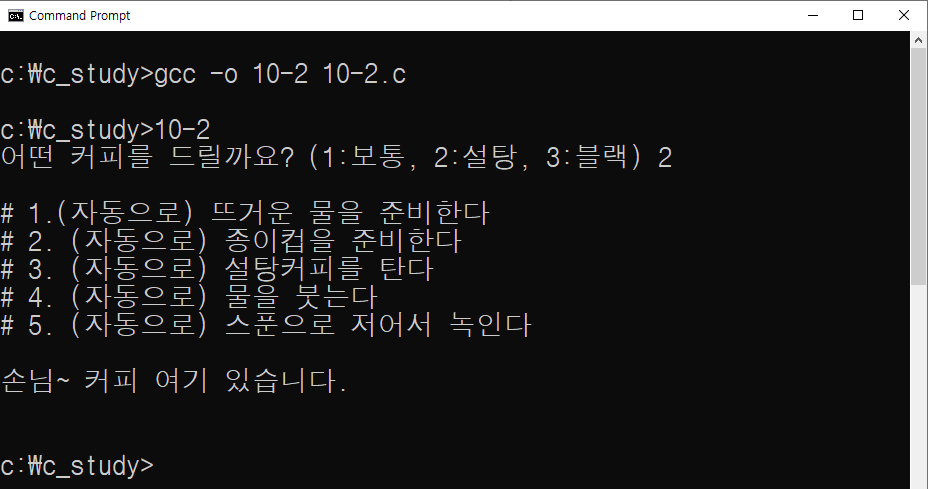 Command Prompt
c:₩c_study>gcc -o 10-2 10-2.c
c:₩c_study>10-2
어떤 커피를 드릴까요? (1:보통, 2:설탕, 3:블랙) 2
# 1.(자동으로) 뜨거운 물을 준비한다
# 2. (자동으로) 종이컵을 준비한다
# 3. (자동으로) 설탕커피를 탄다
# 4. (자동으로) 물을 붓는다
# 5. (자동으로) 스푼으로 저어서 녹인다
손님~ 커피 여기 있습니다.
c:₩c_study>